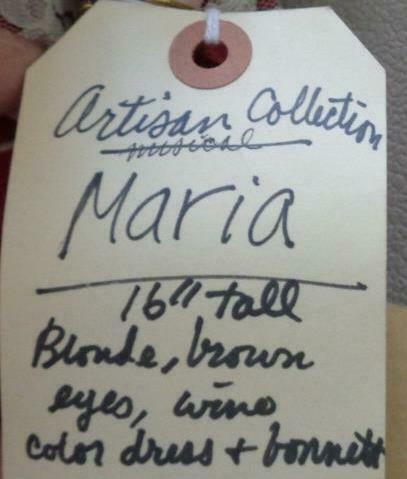 Artisan Collection
musical
Maria
16" tall
Blonde, brown
eyes, wine
color dress + bonnett